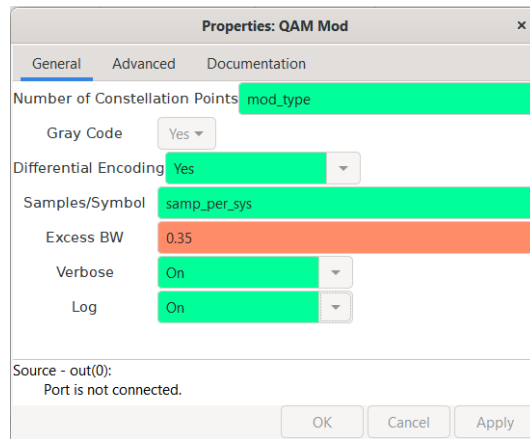 Properties: QAM Mod ×
General Advanced Documentation
Number of Constellation Points mod_type
Gray Code Yes
Differential Encoding Yes
Samples/Symbol samp_per_sys
Excess BW 0.35
Verbose On
Log On
Source - out(0):
Port is not connected.
OK Cancel Apply